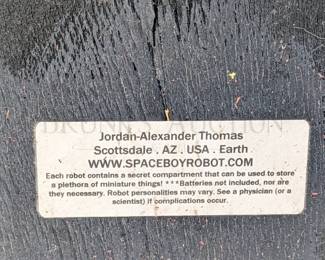 BRUNK AUCTION
Jordan-Alexander Thomas
Scottsdale . AZ . USA . Earth
WWW.SPACEBOYROBOT.COM
Each robot contains a secret compartment that can be used to store
a plethora of miniature things! ***Batteries not included, nor are
they necessary. Robot personalities may vary. See a physician (or a
scientist) if complications occur.